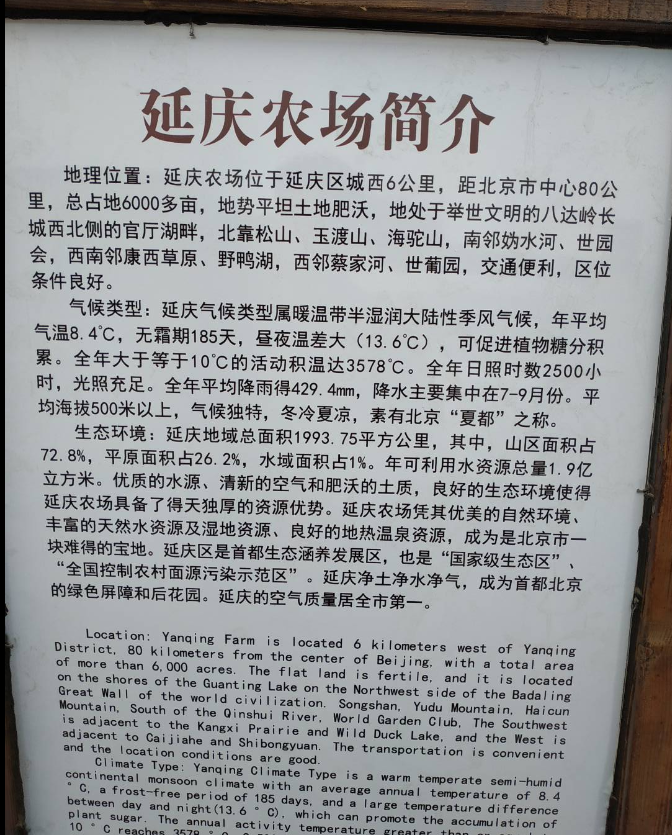 延庆农场简介
地理位置：延庆农场位于延庆区城西6公里，距北京市中心80公
里，总占地6000多亩，地势平坦土地肥沃，地处于举世文明的八达岭长
城西北侧的官厅湖畔，北靠松山、玉渡山、海驼山，南邻妫水河、世园
会，西南邻康西草原、野鸭湖，西邻蔡家河、世葡园，交通便利，区位
条件良好。
气候类型：延庆气候类型属暖温带半湿润大陆性季风气候，年平均
气温8.4℃，无霜期185天，昼夜温差大（13.6℃），可促进植物糖分积
累。全年大于等于10℃的活动积温达3578℃。全年日照时数2500小
时，光照充足。全年平均降雨得429.4mm，降水主要集中在7-9月份。平
均海拔500米以上，气候独特，冬冷夏凉，素有北京“夏都”之称。
生态环境：延庆地域总面积1993.75平方公里，其中，山区面积占
72.8%，平原面积占26.2%，水域面积占1%。年可利用水资源总量1.9亿
立方米。优质的水源、清新的空气和肥沃的土质，良好的生态环境使得
延庆农场具备了得天独厚的资源优势。延庆农场凭其优美的自然环境、
丰富的天然水资源及湿地资源、良好的地热温泉资源，成为是北京市一
块难得的宝地。延庆区是首都生态涵养发展区，也是“国家级生态区”、
“全国控制农村面源污染示范区”。延庆净土净水净气，成为首都北京
的绿色屏障和后花园。延庆的空气质量居全市第一。
Location: Yanqing Farm is located 6 kilometers west of Yanqing
District, 80 kilometers from the center of Beijing, with a total area
of more than 6,000 acres. The flat land is fertile, and it is located
on the shores of the Guanting Lake on the Northwest side of the Badaling
Great Wall of the world civilization. Songshan, Yudu Mountain, Haicun
Mountain, South of the Qinshui River, World Garden Club, The Southwest
is adjacent to the Kangxi Prairie and Wild Duck Lake, and the West is
adjacent to Caijiahe and Shibongyuan. The transportation is convenient
and the location conditions are good.
Climate Type: Yanqing Climate Type is a warm temperate semi-humid
continental monsoon climate with an average annual temperature of 8.4
° C, a frost-free period of 185 days, and a large temperature difference
between day and night(13.6 ° C), which can promote the accumulation of
plant sugar. The annual activity temperature greater than
10 ° C reaches 3578 ° C